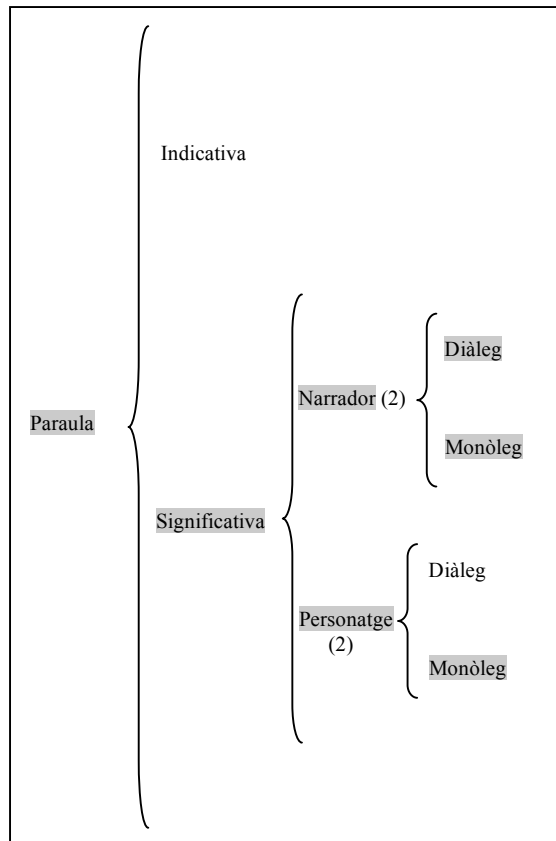 Indicativa
Diàleg
Narrador (2)
Paraula
Monòleg
Significativa
Diàleg
Personatge
(2)
Monòleg